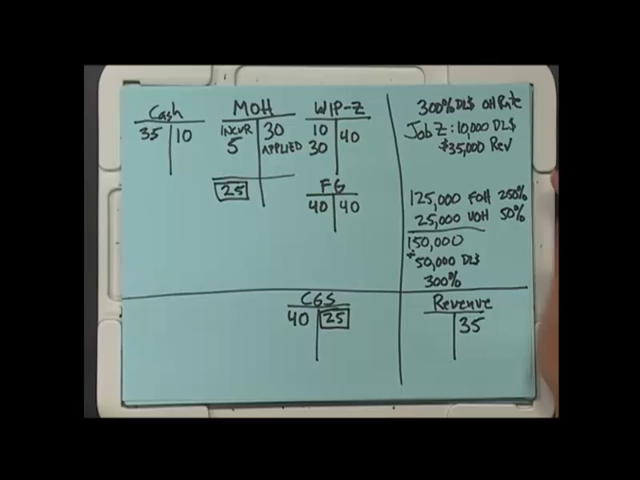 Cash
35 10
MOH
INCUR 30
5 APPLIED
25
WIP-Z
10 40
30
FG
40 40
300% DL$ OH Rate
Job Z: 10,000 DL$
$35,000 Rev
125,000 FOH 250%
25,000 VOH 50%
150,000
÷ 50,000 DL$
300%
CGS
40 25
Revenue
35